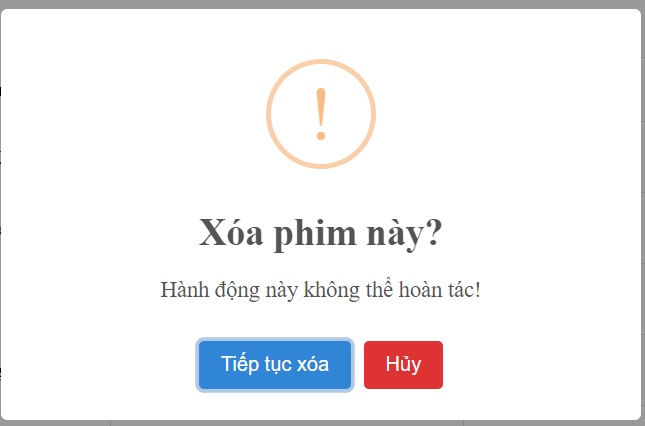 !
Xóa phim này?
Hành động này không thể hoàn tác!
Tiếp tục xóa
Hủy